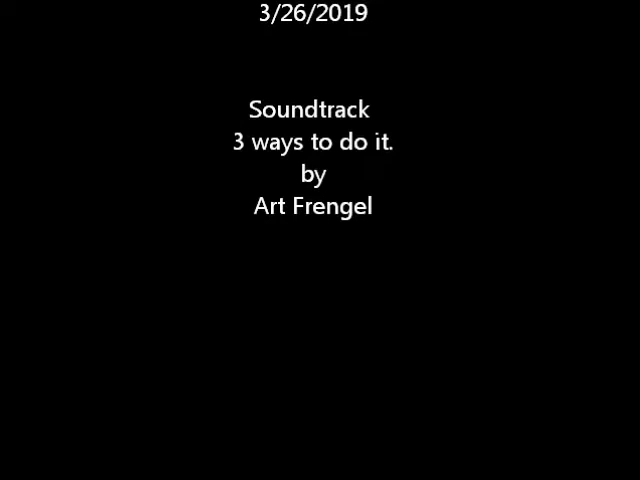 3/26/2019
Soundtrack
3 ways to do it.
by
Art Frengel